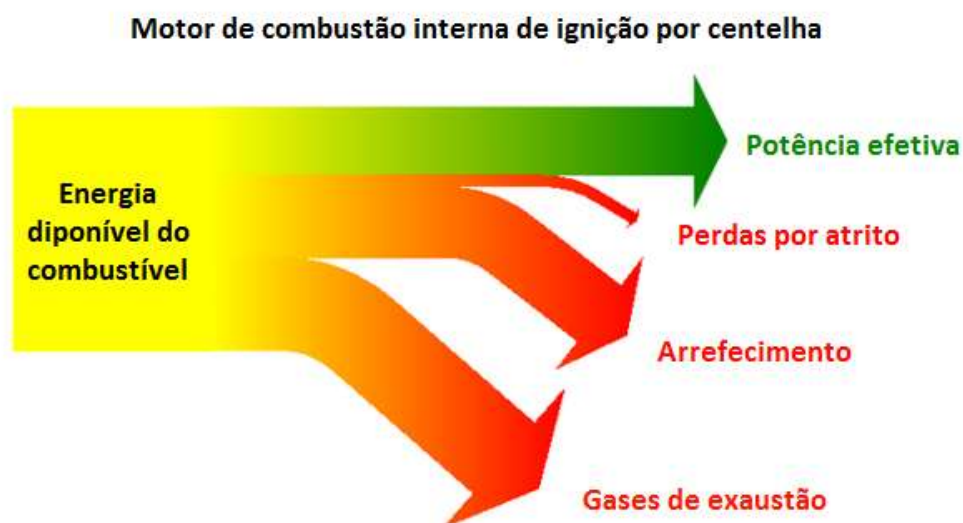 Motor de combustão interna de ignição por centelha
Potência efetiva
Energia
diponível do
combustível
Perdas por atrito
Arrefecimento
Gases de exaustão